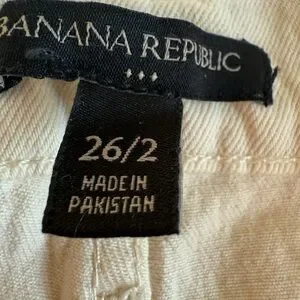 BANANA REPUBLIC
26/2
MADE IN
PAKISTAN